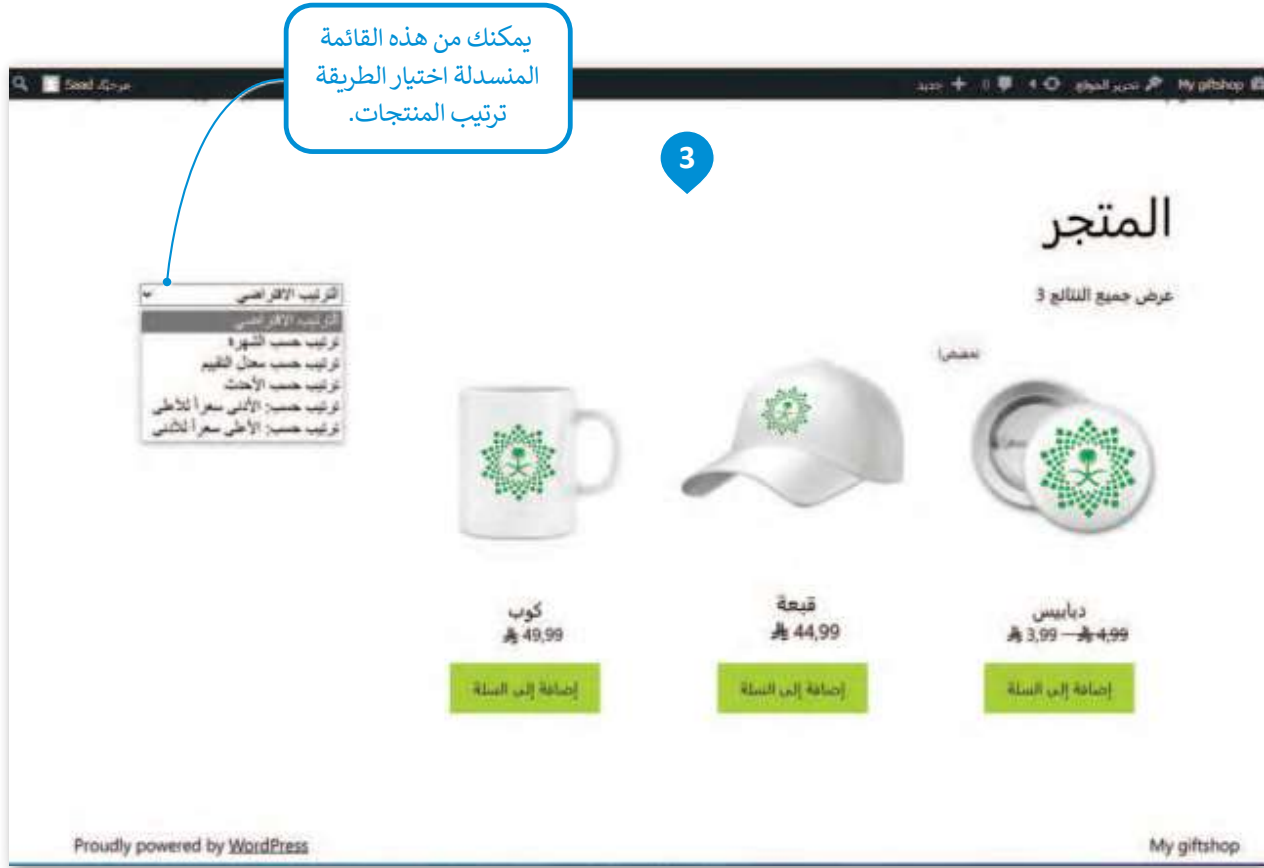 يمكنك من هذه القائمة
المنسدلة اختيار الطريقة
ترتيب المنتجات.
My giftshop تحرير الموقع 4 0 + جديد
مرحبًا، Saad
3
المتجر
عرض جميع النتائج 3
الترتيب الافتراضي
الترتيب الافتراضي
ترتيب حسب الشهرة
ترتيب حسب معدل التقييم
ترتيب حسب الأحدث
ترتيب حسب: الأدنى سعراً للأعلى
ترتيب حسب: الأعلى سعراً للأدنى
تخفيض!
دبابيس
4,99 – 3,99
إضافة إلى السلة
قبعة
44,99
إضافة إلى السلة
كوب
49,99
إضافة إلى السلة
My giftshop
Proudly powered by WordPress